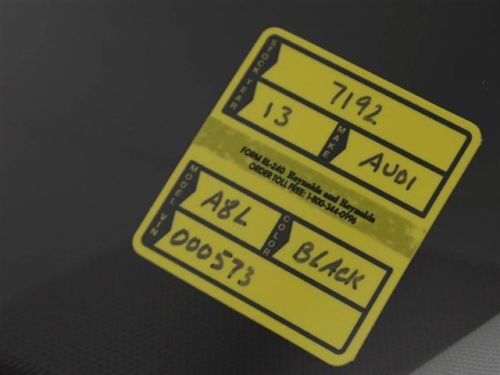 STOCK 7192
YEAR 13 MAKE AUDI
FORM RL-240 Reynolds and Reynolds
ORDER TOLL FREE: 1-800-344-0996
MODEL A8L COLOR BLACK
VIN 000573